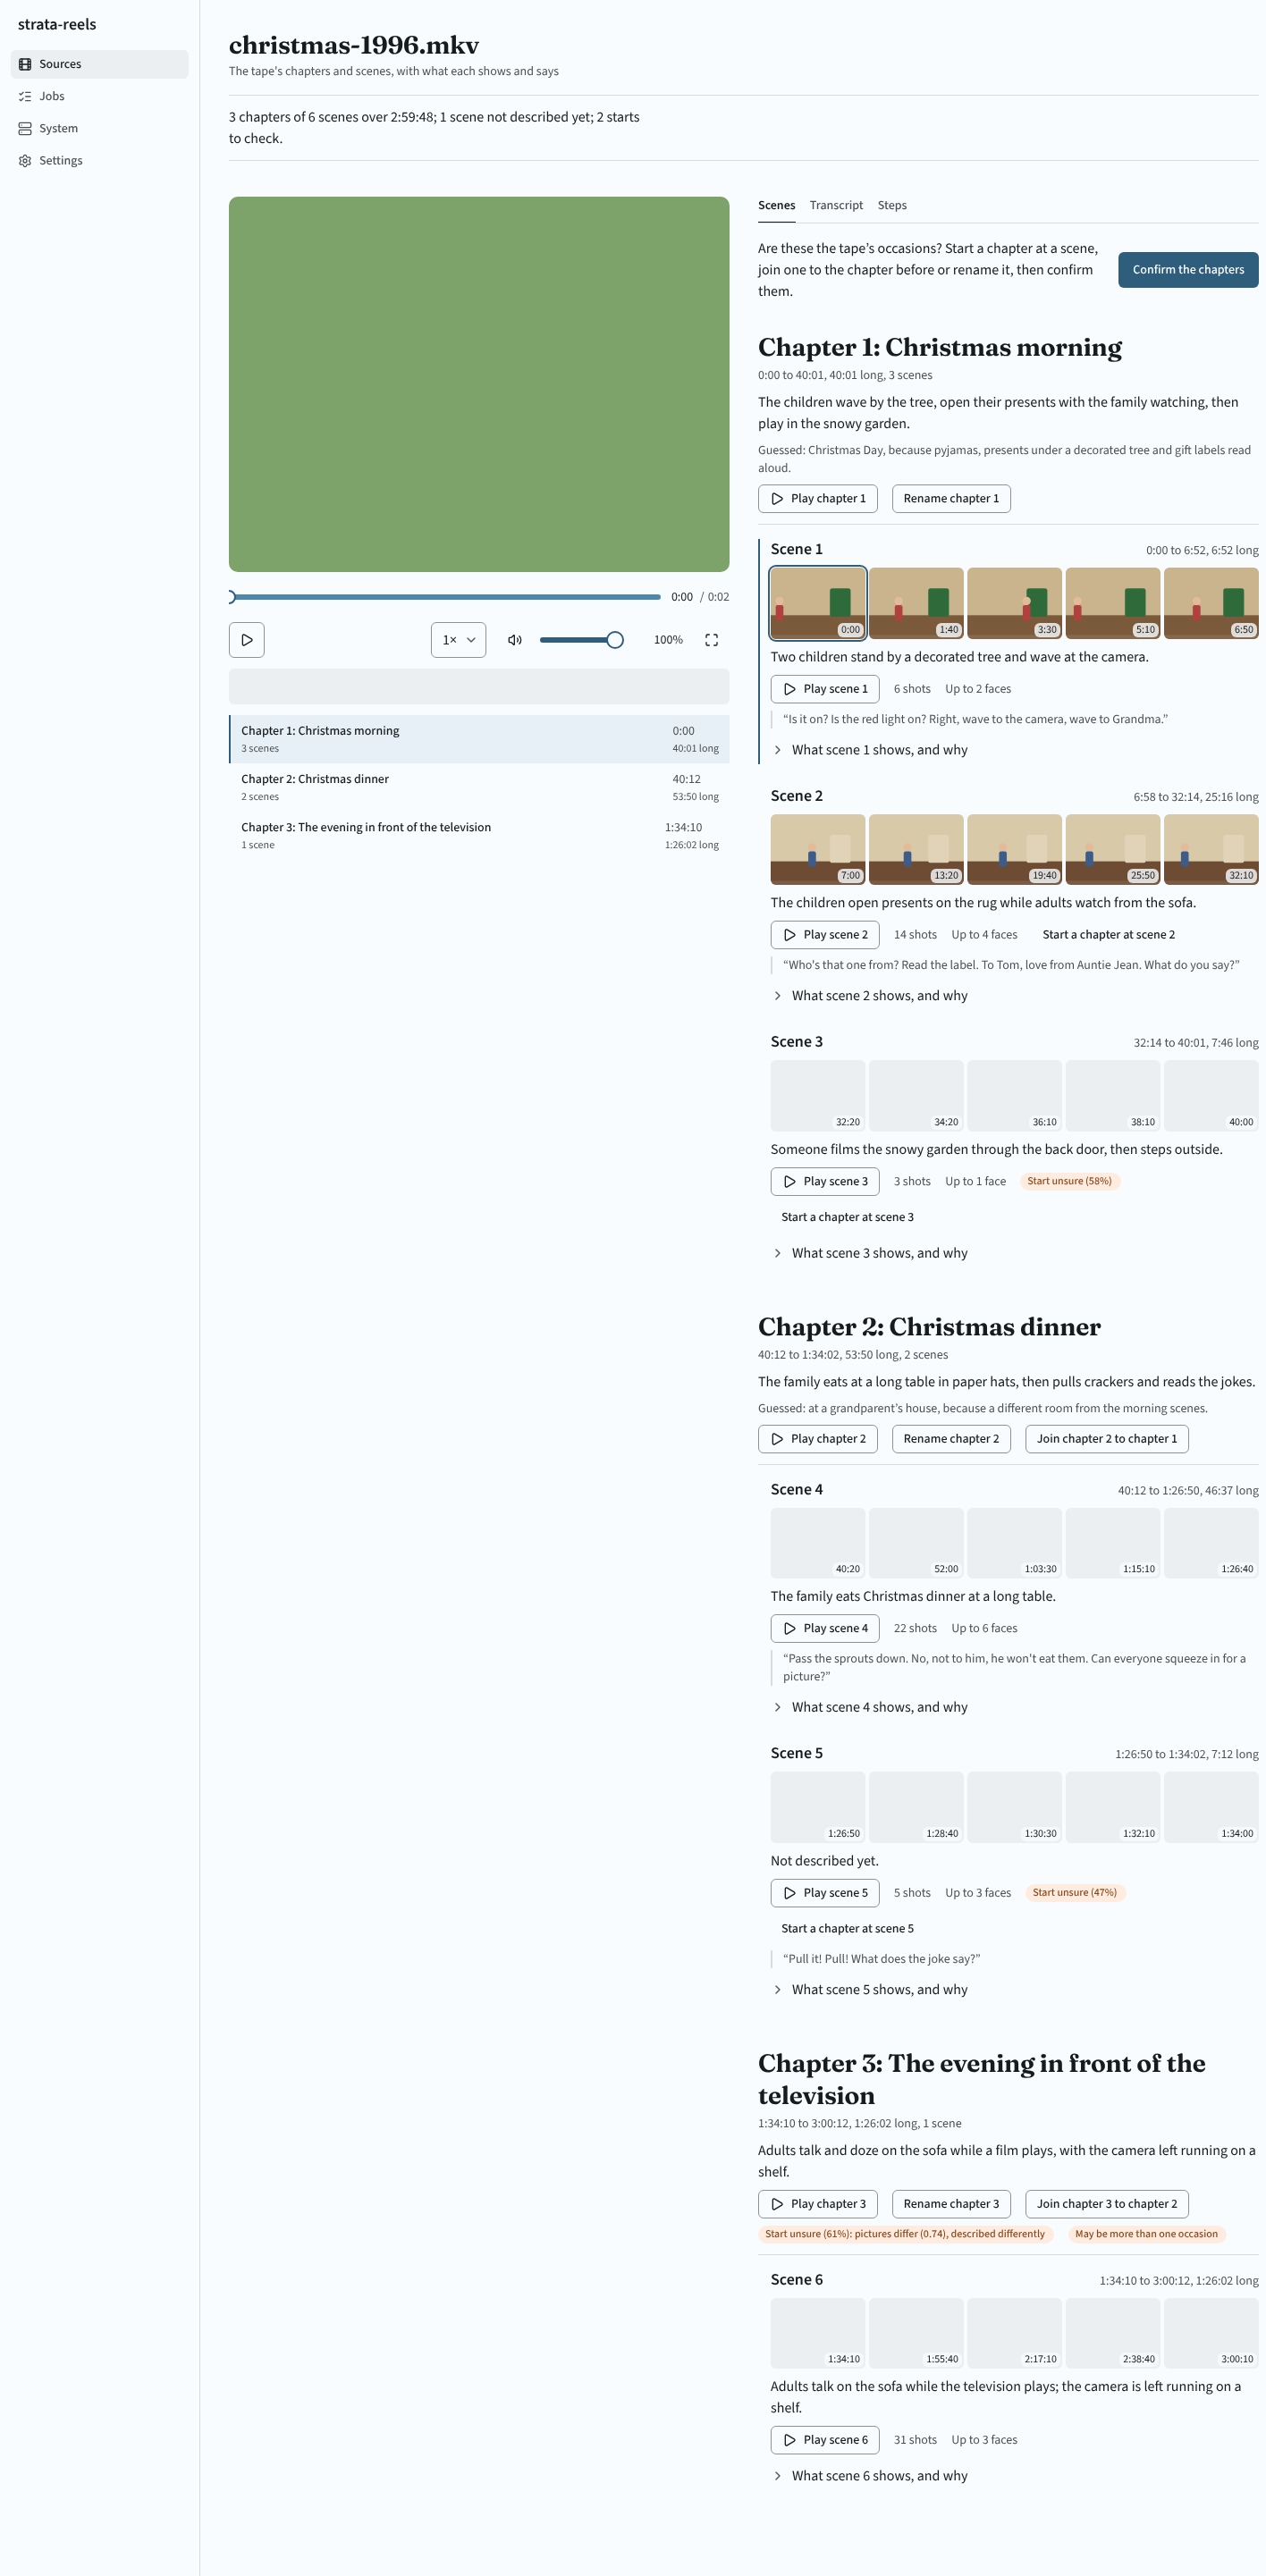 strata-reels
Sources
Jobs
System
Settings
christmas-1996.mkv
The tape's chapters and scenes, with what each shows and says
3 chapters of 6 scenes over 2:59:48; 1 scene not described yet; 2 starts
to check.
0:00 / 0:02
1×
100%
Chapter 1: Christmas morning
0:00
3 scenes
40:01 long
Chapter 2: Christmas dinner
40:12
2 scenes
53:50 long
Chapter 3: The evening in front of the television
1:34:10
1 scene
1:26:02 long
Scenes
Transcript
Steps
Are these the tape’s occasions? Start a chapter at a scene,
join one to the chapter before or rename it, then confirm
them.
Confirm the chapters
Chapter 1: Christmas morning
0:00 to 40:01, 40:01 long, 3 scenes
The children wave by the tree, open their presents with the family watching, then
play in the snowy garden.
Guessed: Christmas Day, because pyjamas, presents under a decorated tree and gift labels read
aloud.
Play chapter 1
Rename chapter 1
Scene 1
0:00 to 6:52, 6:52 long
0:00
1:40
3:30
5:10
6:50
Two children stand by a decorated tree and wave at the camera.
Play scene 1
6 shots
Up to 2 faces
“Is it on? Is the red light on? Right, wave to the camera, wave to Grandma.”
What scene 1 shows, and why
Scene 2
6:58 to 32:14, 25:16 long
7:00
13:20
19:40
25:50
32:10
The children open presents on the rug while adults watch from the sofa.
Play scene 2
14 shots
Up to 4 faces
Start a chapter at scene 2
“Who's that one from? Read the label. To Tom, love from Auntie Jean. What do you say?”
What scene 2 shows, and why
Scene 3
32:14 to 40:01, 7:46 long
32:20
34:20
36:10
38:10
40:00
Someone films the snowy garden through the back door, then steps outside.
Play scene 3
3 shots
Up to 1 face
Start unsure (58%)
Start a chapter at scene 3
What scene 3 shows, and why
Chapter 2: Christmas dinner
40:12 to 1:34:02, 53:50 long, 2 scenes
The family eats at a long table in paper hats, then pulls crackers and reads the jokes.
Guessed: at a grandparent’s house, because a different room from the morning scenes.
Play chapter 2
Rename chapter 2
Join chapter 2 to chapter 1
Scene 4
40:12 to 1:26:50, 46:37 long
40:20
52:00
1:03:30
1:15:10
1:26:40
The family eats Christmas dinner at a long table.
Play scene 4
22 shots
Up to 6 faces
“Pass the sprouts down. No, not to him, he won't eat them. Can everyone squeeze in for a
picture?”
What scene 4 shows, and why
Scene 5
1:26:50 to 1:34:02, 7:12 long
1:26:50
1:28:40
1:30:30
1:32:10
1:34:00
Not described yet.
Play scene 5
5 shots
Up to 3 faces
Start unsure (47%)
Start a chapter at scene 5
“Pull it! Pull! What does the joke say?”
What scene 5 shows, and why
Chapter 3: The evening in front of the
television
1:34:10 to 3:00:12, 1:26:02 long, 1 scene
Adults talk and doze on the sofa while a film plays, with the camera left running on a
shelf.
Play chapter 3
Rename chapter 3
Join chapter 3 to chapter 2
Start unsure (61%): pictures differ (0.74), described differently
May be more than one occasion
Scene 6
1:34:10 to 3:00:12, 1:26:02 long
1:34:10
1:55:40
2:17:10
2:38:40
3:00:10
Adults talk on the sofa while the television plays; the camera is left running on a
shelf.
Play scene 6
31 shots
Up to 3 faces
What scene 6 shows, and why